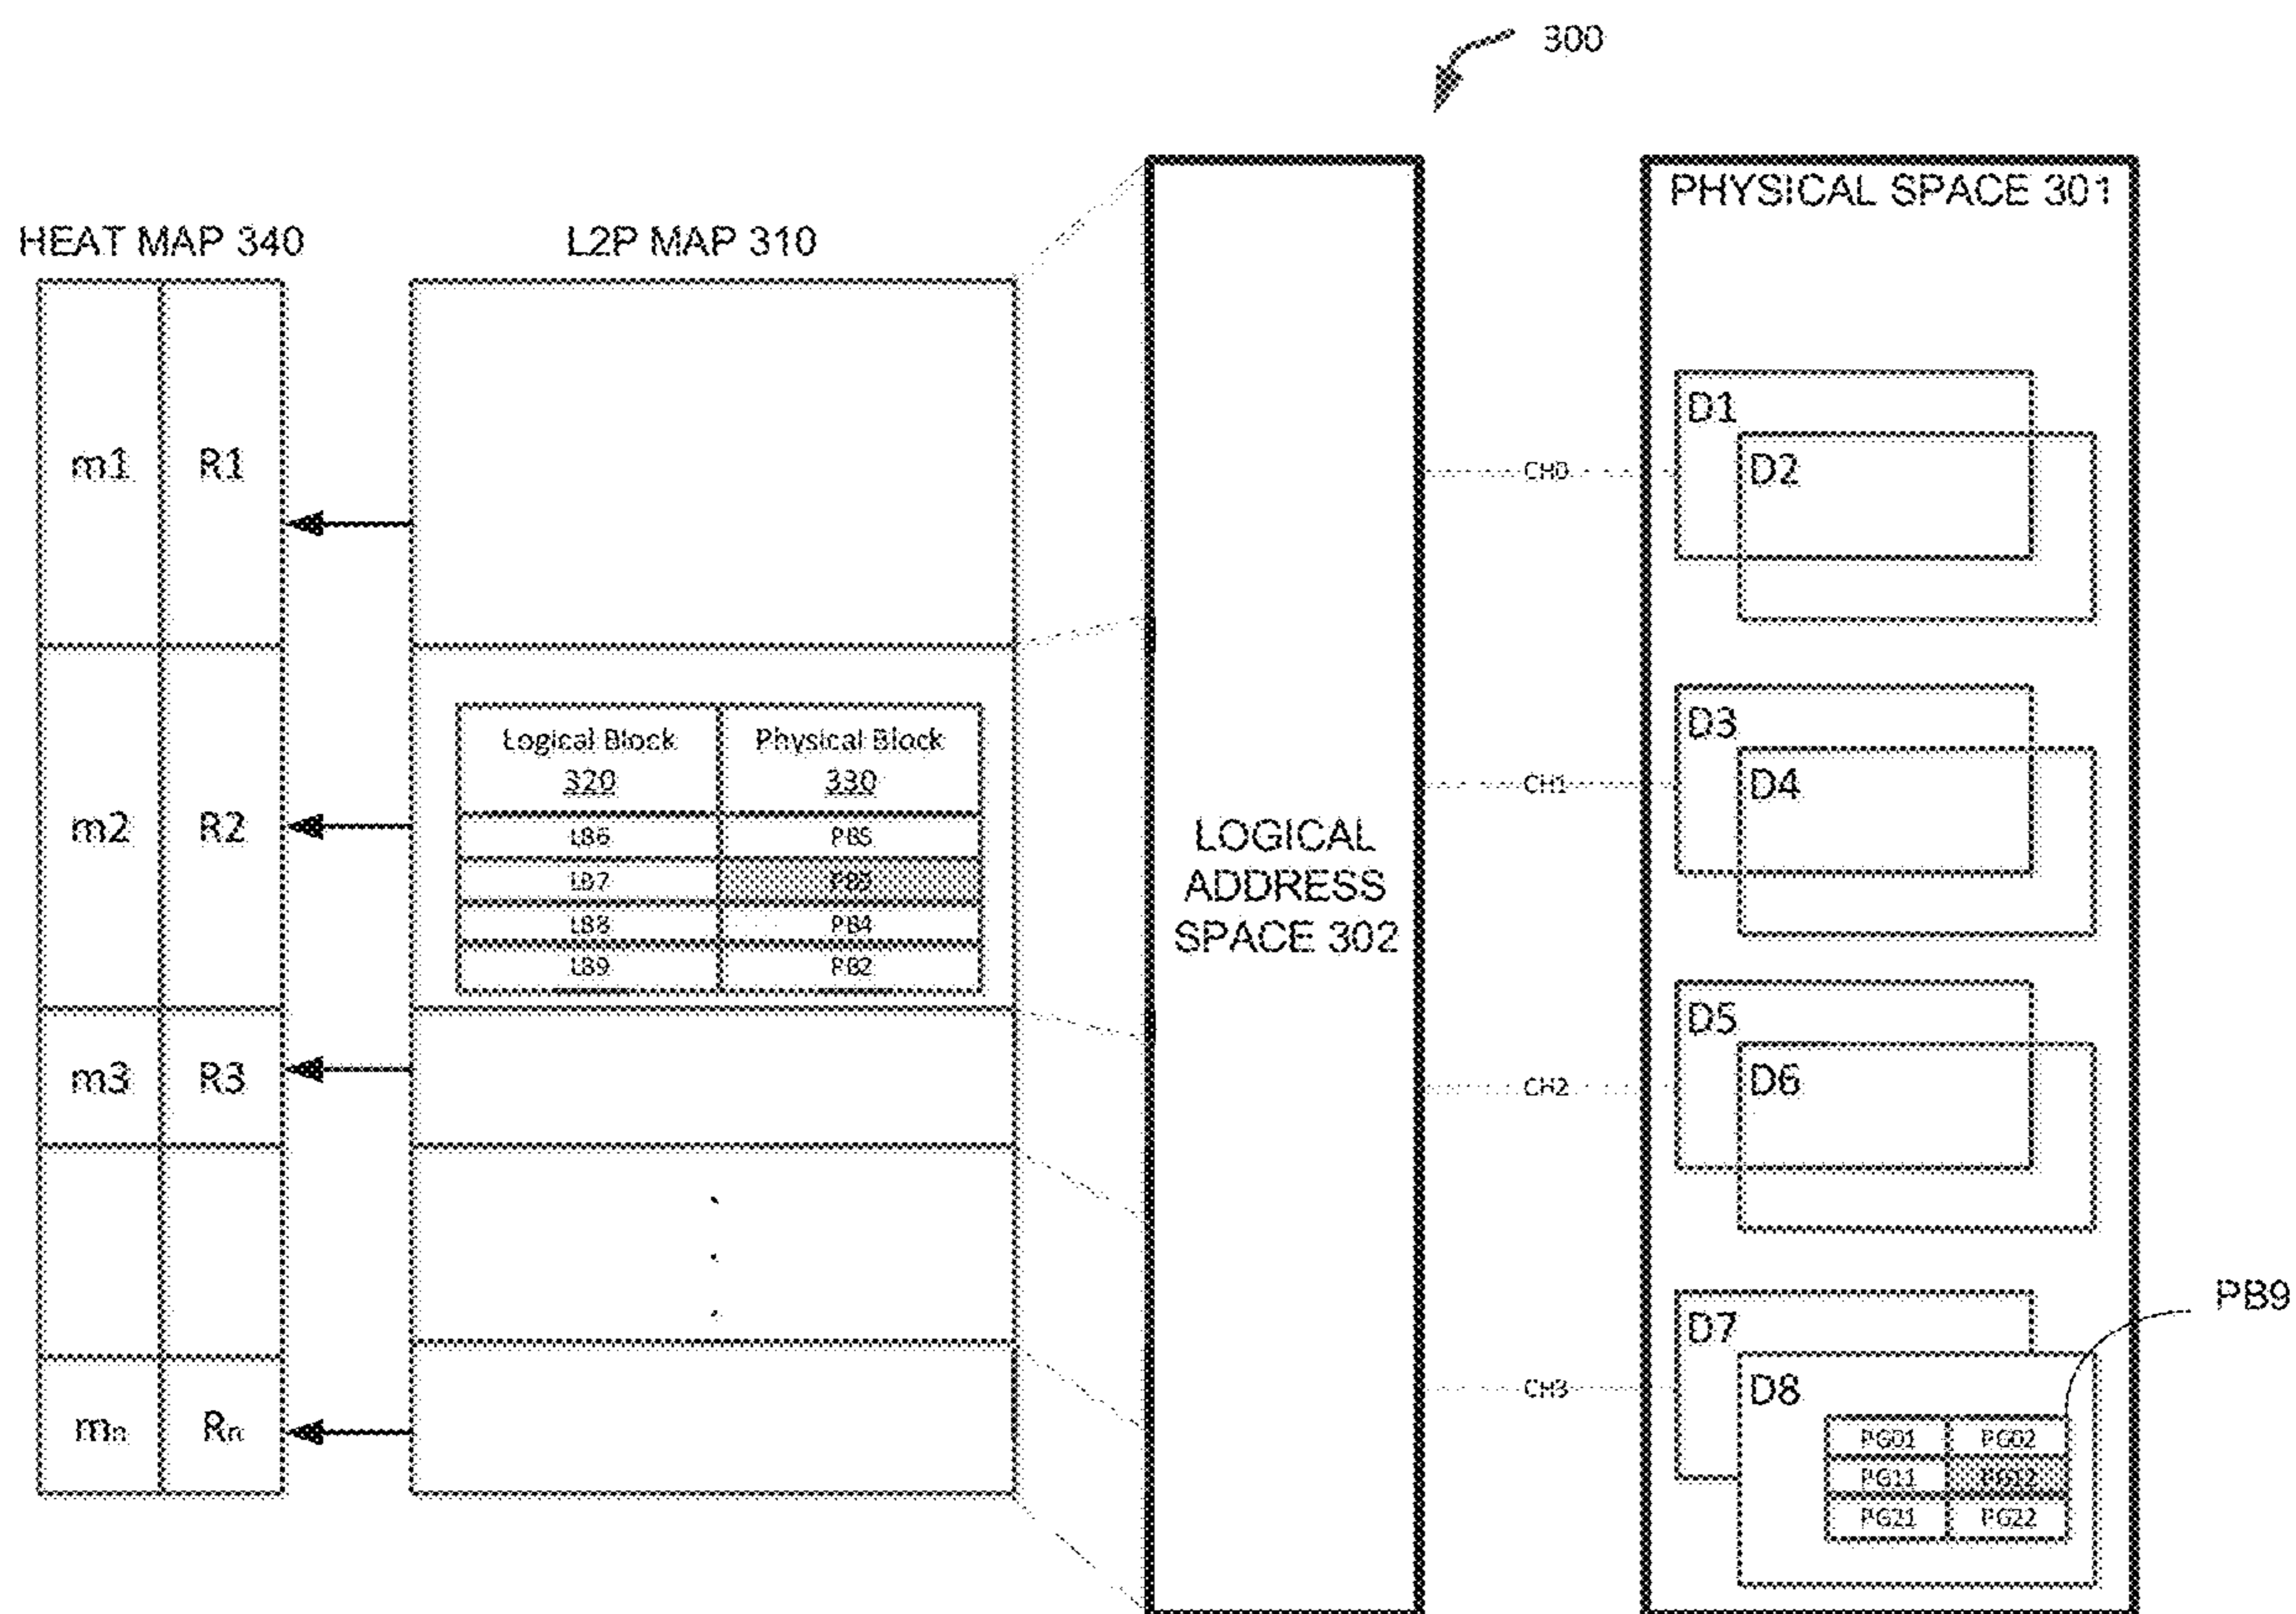 300
HEAT MAP 340
L2P MAP 310
PHYSICAL SPACE 301
m1 R1
m2 R2
m3 R3
mn Rn
Logical Block
320
Physical Block
330
LB6 PB5
LB7
LB8 PB4
LB9 PB2
LOGICAL
ADDRESS
SPACE 302
CH0
CH1
CH2
CH3
D1
D2
D3
D4
D5
D6
D7
D8
PB9
PG01 PG02
PG11 PG12
PG21 PG22